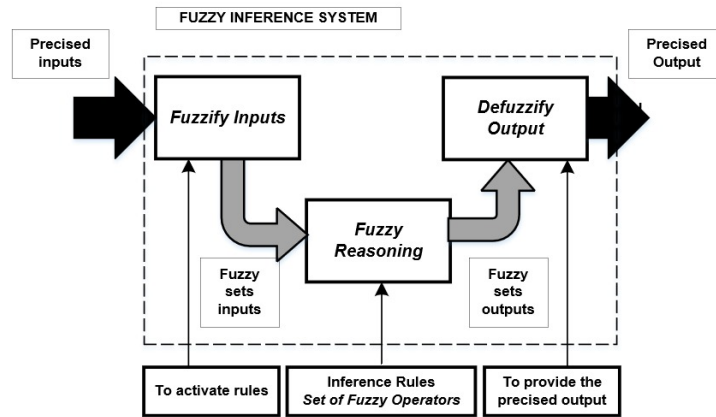 FUZZY INFERENCE SYSTEM
Precised
inputs
Precised
Output
Fuzzify Inputs
Defuzzify
Output
Fuzzy
Reasoning
Fuzzy
sets
inputs
Fuzzy
sets
outputs
To activate rules
Inference Rules
Set of Fuzzy Operators
To provide the
precised output